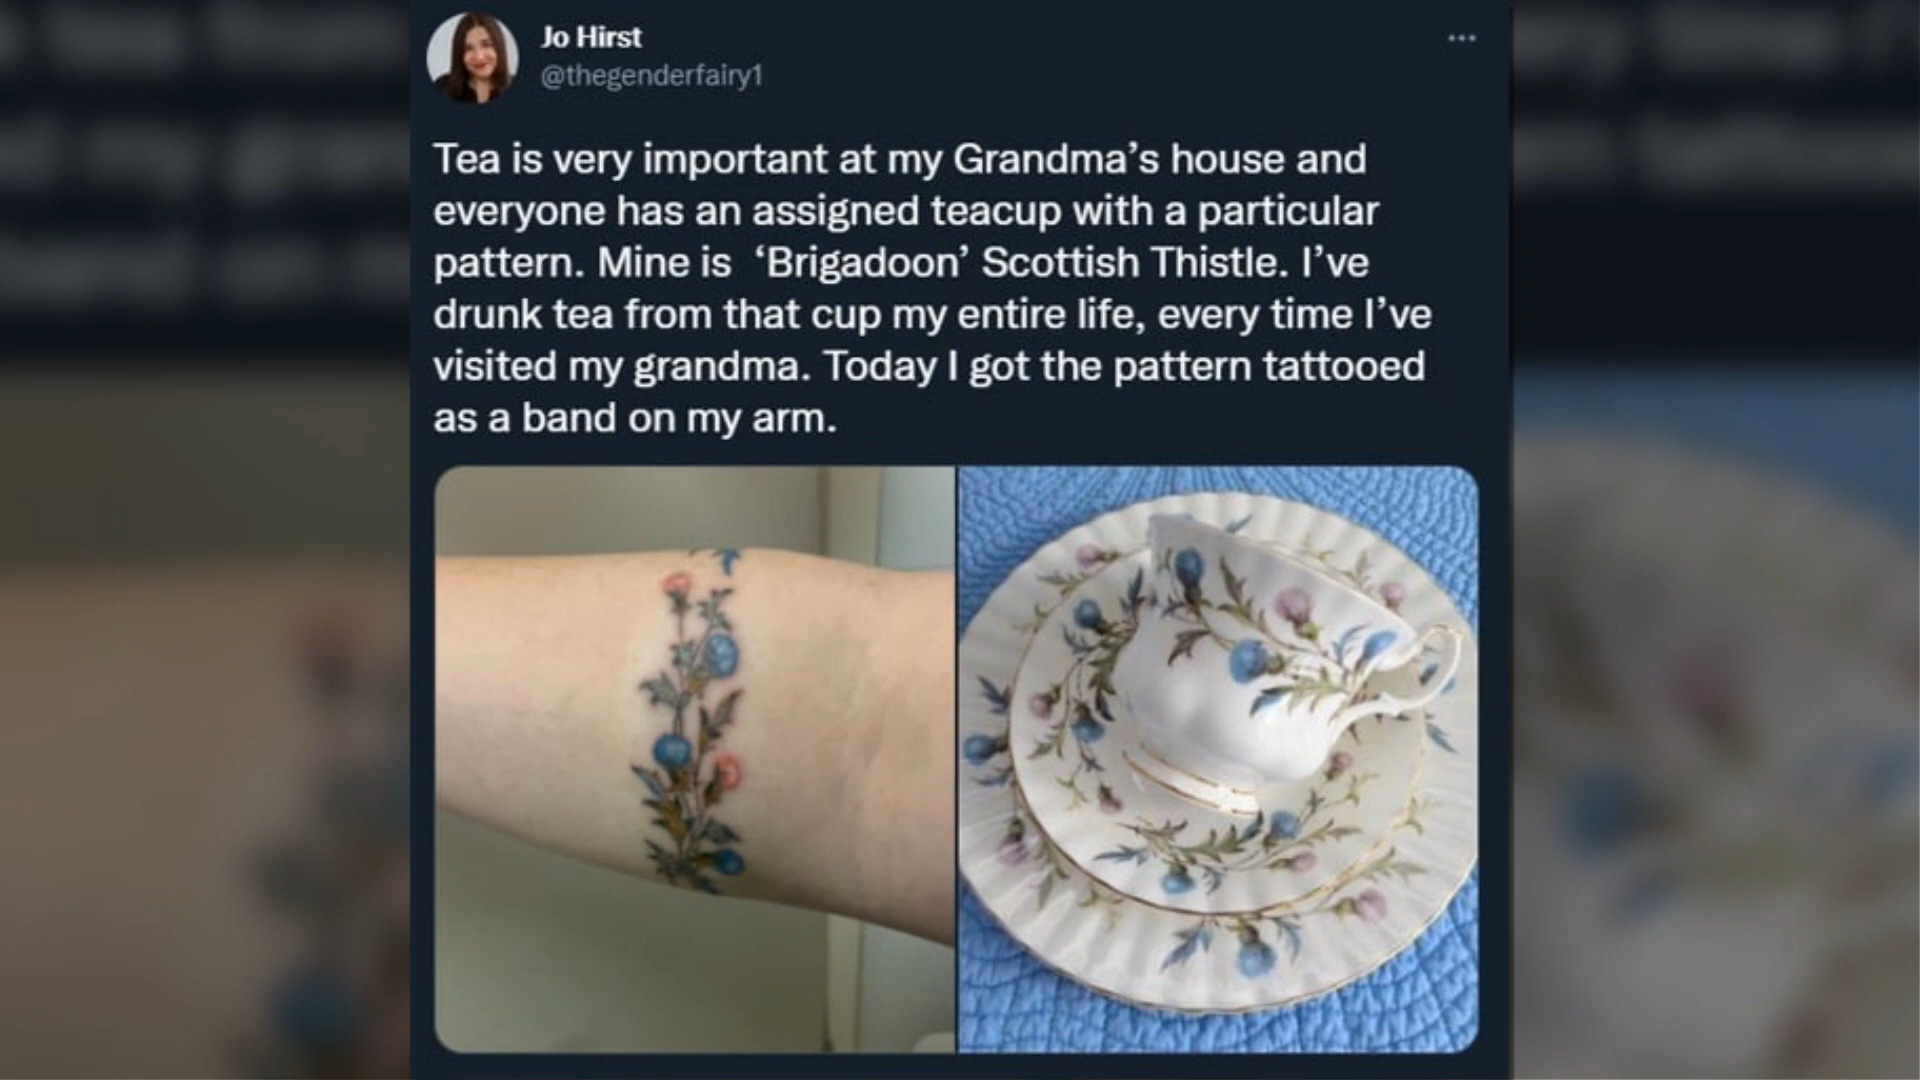 Jo Hirst
@thegenderfairy1
Tea is very important at my Grandma’s house and
everyone has an assigned teacup with a particular
pattern. Mine is  ‘Brigadoon’ Scottish Thistle. I’ve
drunk tea from that cup my entire life, every time I’ve
visited my grandma. Today I got the pattern tattooed
as a band on my arm.